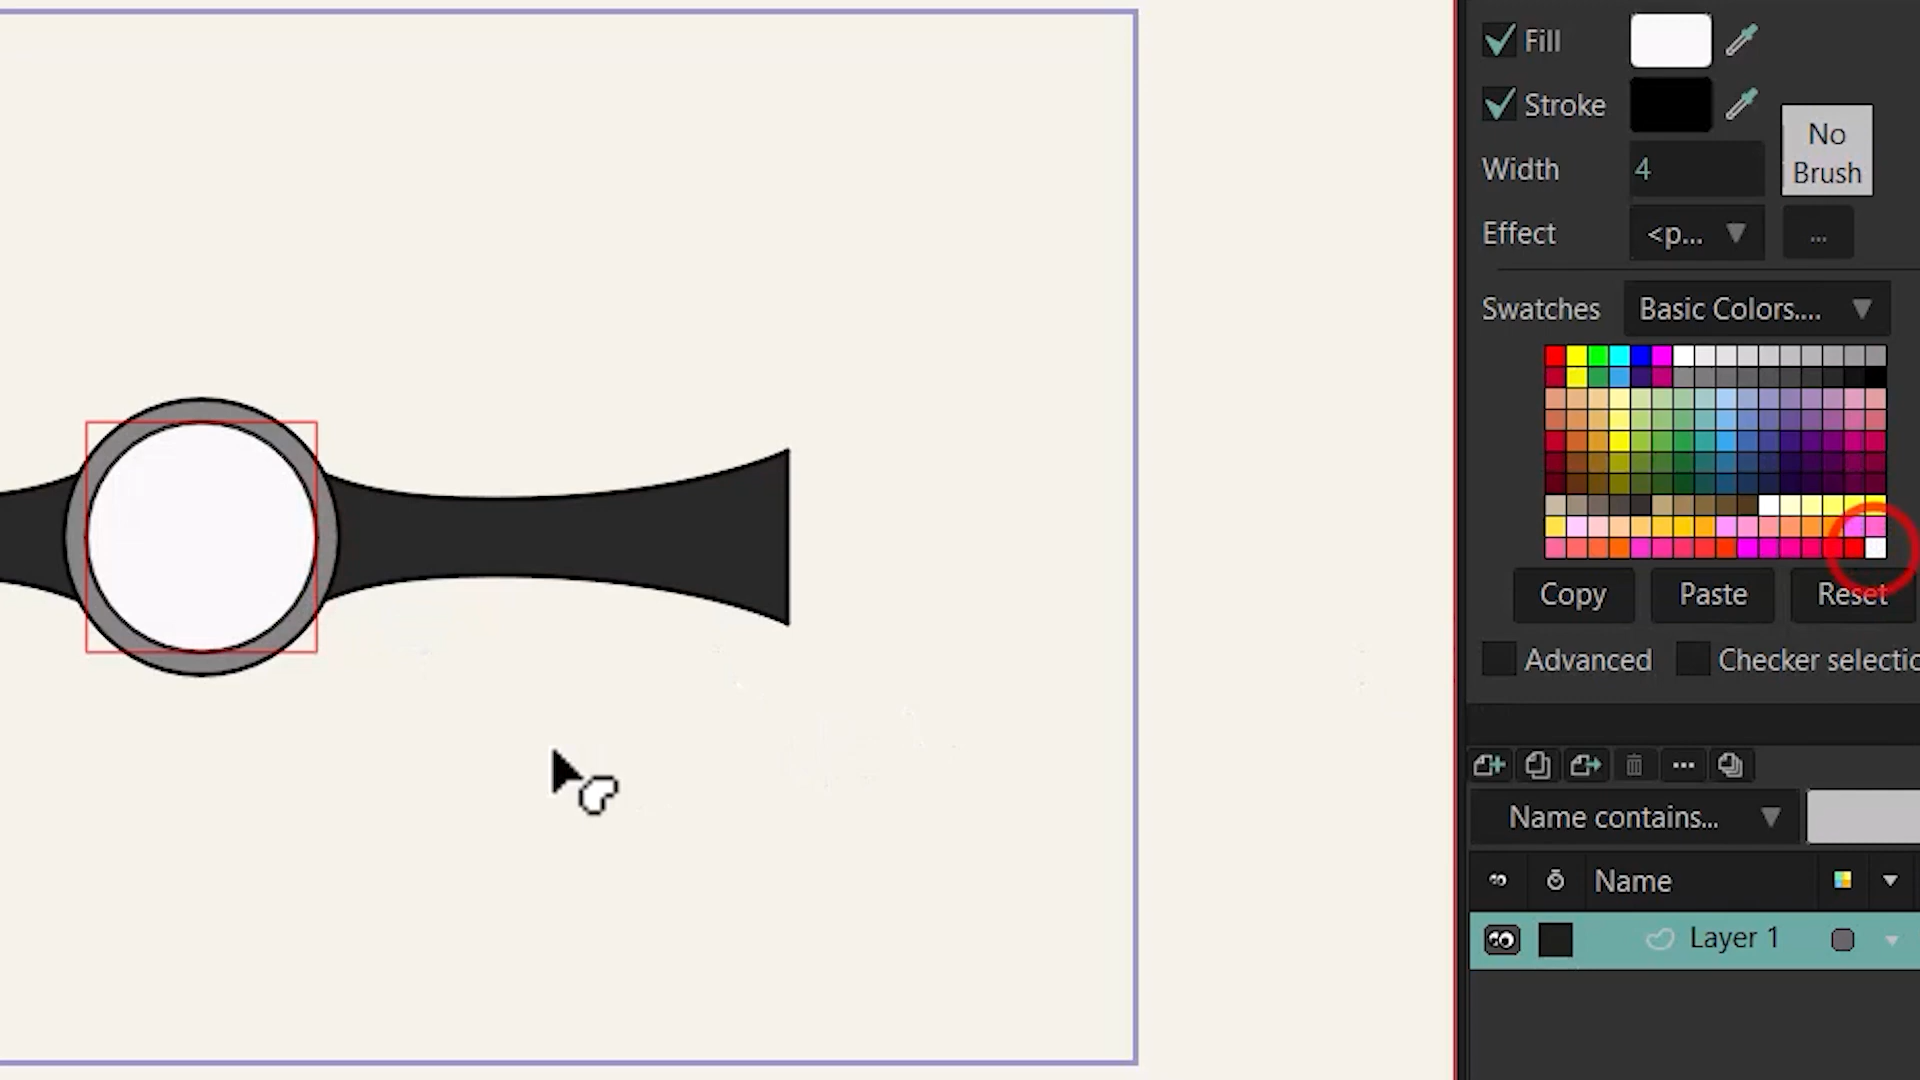 Fill
Stroke
No
Brush
Width
4
Effect
<p...
...
Swatches
Basic Colors....
Copy
Paste
Reset
Advanced
Checker selectio
Name contains...
Name
Layer 1